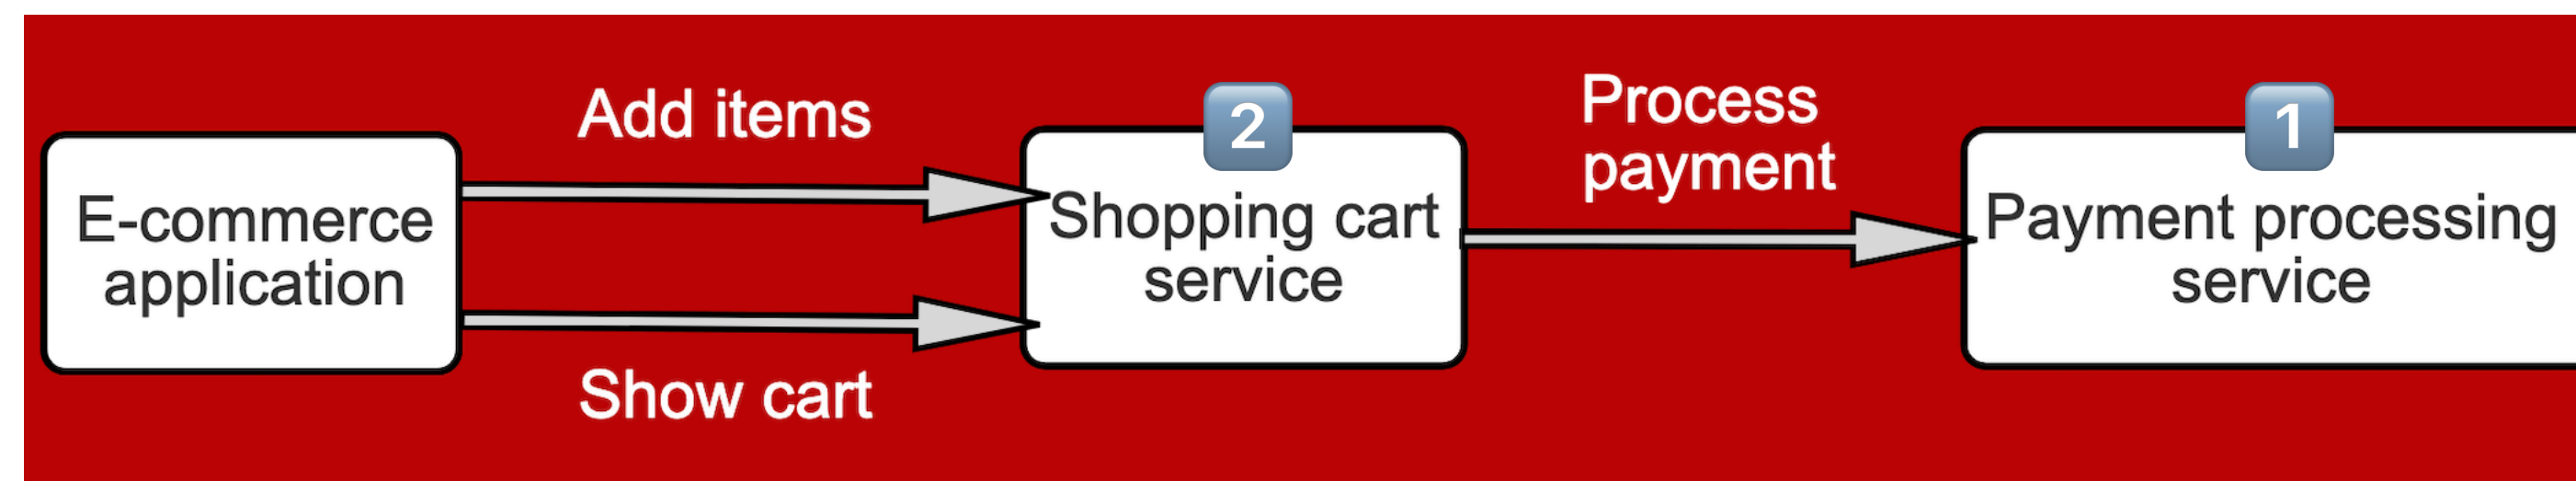 Add items
2
Process
payment
1
E-commerce
application
Shopping cart
service
Payment processing
service
Show cart